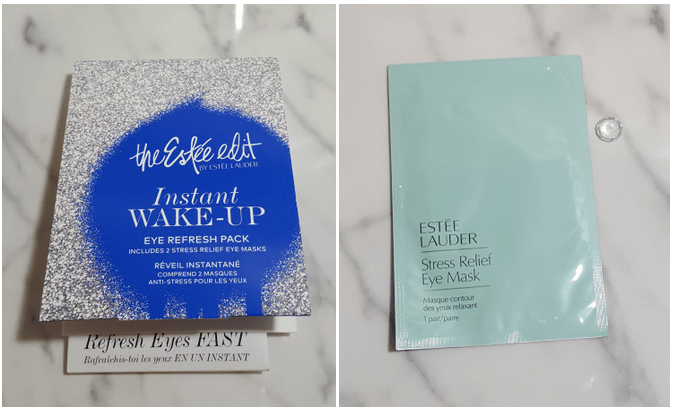 the Estée edit
BY ESTĒE LAUDER
Instant
WAKE-UP
EYE REFRESH PACK
INCLUDES 2 STRESS RELIEF EYE MASKS
RÉVEIL INSTANTANÉ
COMPREND 2 MASQUES
ANTI-STRESS POUR LES YEUX
Refresh Eyes FAST
Rafraîchis-toi les yeux EN UN INSTANT
ESTĒE
LAUDER
Stress Relief
Eye Mask
Masque contour
des yeux relaxant
1 pair/paire